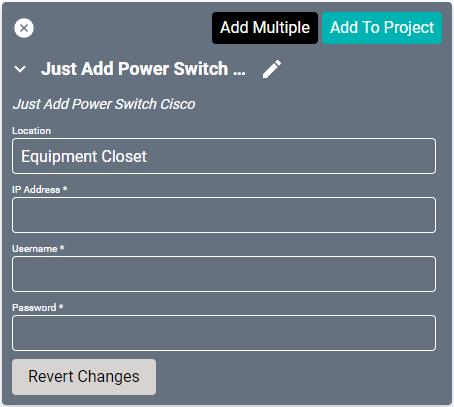 Add Multiple Add To Project
Just Add Power Switch ...
Just Add Power Switch Cisco
Location
Equipment Closet
IP Address *
Username *
Password *
Revert Changes